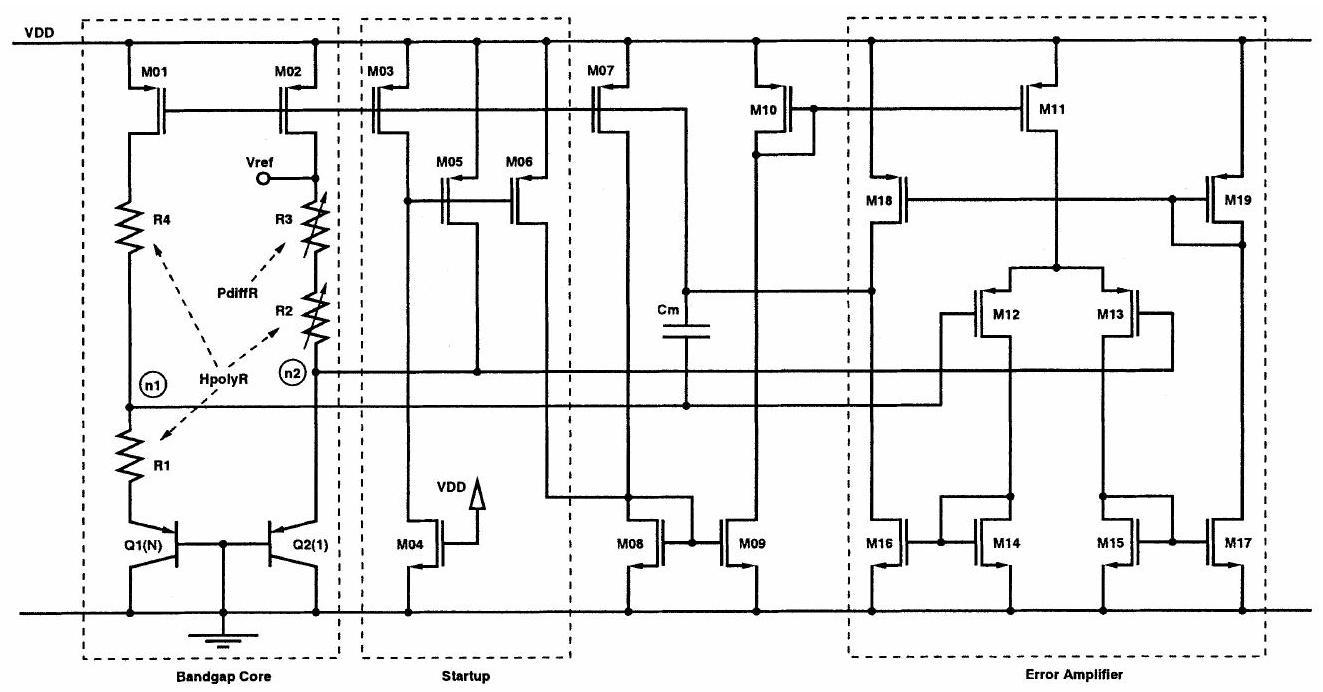 VDD
M01
M02
M03
M07
M10
M11
Vref
M05
M06
R4
R3
M18
M19
PdiffR
R2
Cm
M12
M13
n1
HpolyR
n2
R1
VDD
Q1(N)
Q2(1)
M04
M08
M09
M16
M14
M15
M17
Bandgap Core
Startup
Error Amplifier